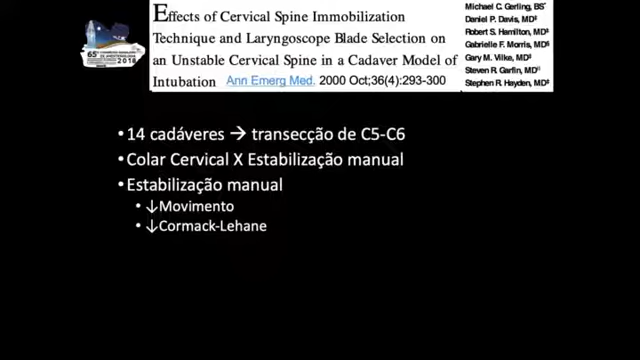 Effects of Cervical Spine Immobilization
Technique and Laryngoscope Blade Selection on
an Unstable Cervical Spine in a Cadaver Model of
Intubation Ann Emerg Med. 2000 Oct;36(4):293-300
Michael C. Gerling, BS*
Daniel P. Davis, MD‡
Robert S. Hamilton, MD‡
Gabrielle F. Morris, MD§
Gary M. Vilke, MD‡
Steven R. Garfin, MD||
Stephen R. Hayden, MD‡
65º
2018
•14 cadáveres → transecção de C5-C6
•Colar Cervical X Estabilização manual
•Estabilização manual
•↓Movimento
•↓Cormack-Lehane